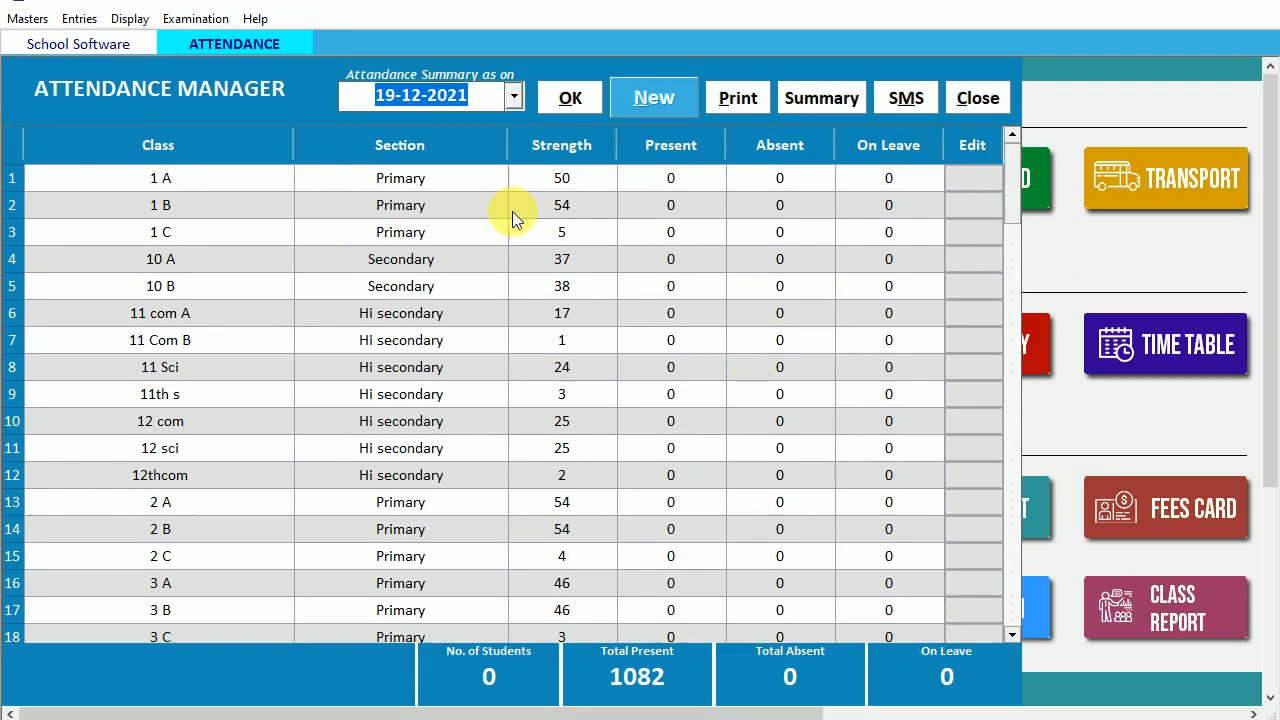 Masters Entries Display Examination Help
School Software ATTENDANCE
ATTENDANCE MANAGER
Attandance Summary as on
19-12-2021
OK New Print Summary SMS Close
Class Section Strength Present Absent On Leave Edit
1 1 A Primary 50 0 0 0
2 1 B Primary 54 0 0 0
3 1 C Primary 5 0 0 0
4 10 A Secondary 37 0 0 0
5 10 B Secondary 38 0 0 0
6 11 com A Hi secondary 17 0 0 0
7 11 Com B Hi secondary 1 0 0 0
8 11 Sci Hi secondary 24 0 0 0
9 11th s Hi secondary 3 0 0 0
10 12 com Hi secondary 25 0 0 0
11 12 sci Hi secondary 25 0 0 0
12 12thcom Hi secondary 2 0 0 0
13 2 A Primary 54 0 0 0
14 2 B Primary 54 0 0 0
15 2 C Primary 4 0 0 0
16 3 A Primary 46 0 0 0
17 3 B Primary 46 0 0 0
18 3 C Primary 3 0 0 0
No. of Students Total Present Total Absent On Leave
0 1082 0 0
D TRANSPORT
Y TIME TABLE
T FEES CARD
CLASS
REPORT